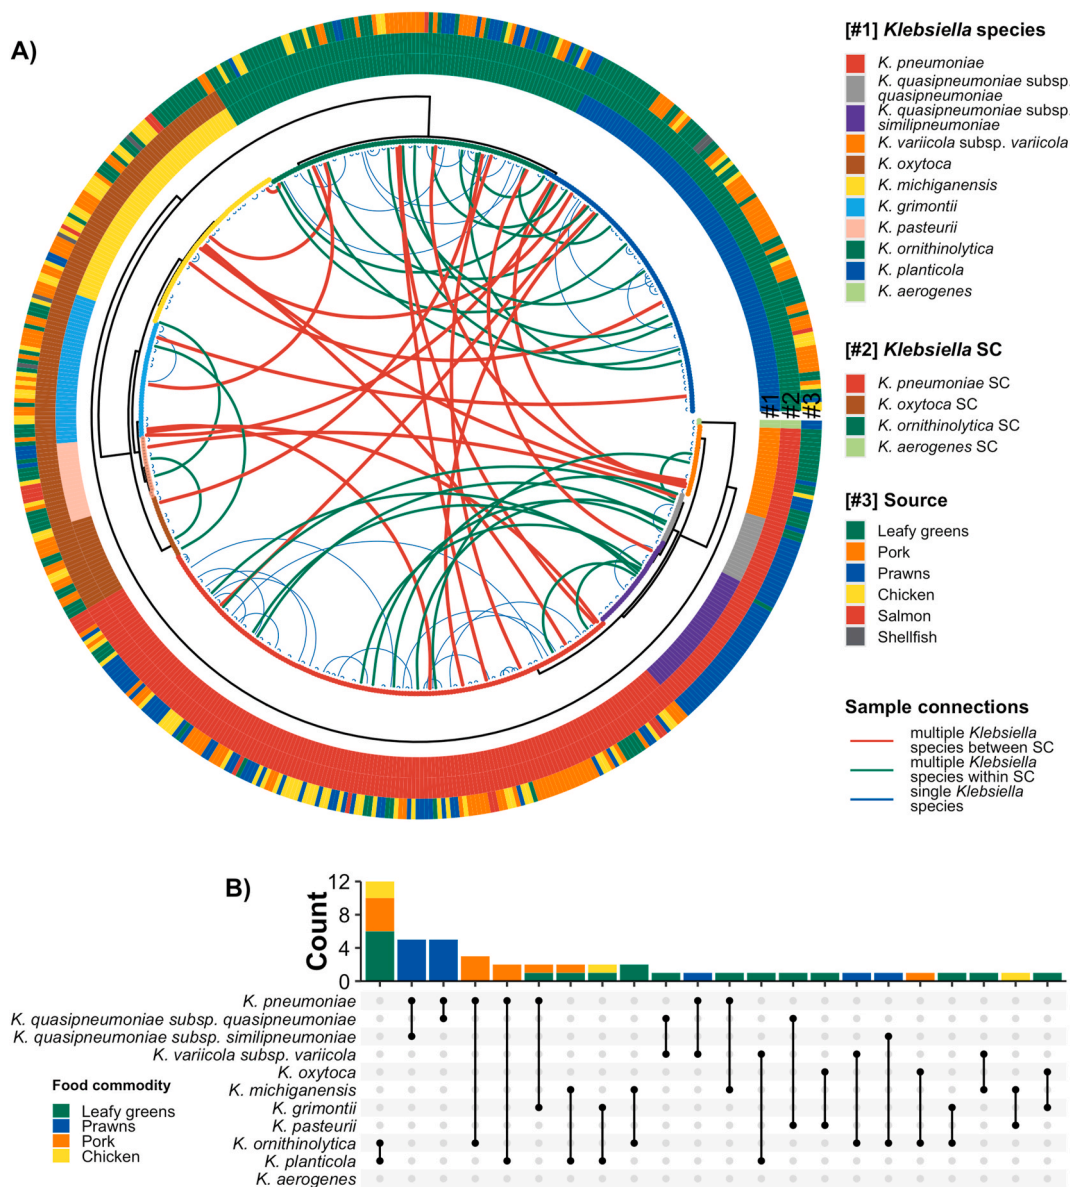 A)
[#1] Klebsiella species
K. pneumoniae
K. quasipneumoniae subsp.
quasipneumoniae
K. quasipneumoniae subsp.
similipneumoniae
K. variicola subsp. variicola
K. oxytoca
K. michiganensis
K. grimontii
K. pasteurii
K. ornithinolytica
K. planticola
K. aerogenes
[#2] Klebsiella SC
K. pneumoniae SC
K. oxytoca SC
K. ornithinolytica SC
K. aerogenes SC
#1
#2
#3
[#3] Source
Leafy greens
Pork
Prawns
Chicken
Salmon
Shellfish
Sample connections
multiple Klebsiella
species between SC
multiple Klebsiella
species within SC
single Klebsiella
species
B)
Count
12
8
4
0
K. pneumoniae
K. quasipneumoniae subsp. quasipneumoniae
K. quasipneumoniae subsp. similipneumoniae
K. variicola subsp. variicola
K. oxytoca
K. michiganensis
K. grimontii
K. pasteurii
K. ornithinolytica
K. planticola
K. aerogenes
Food commodity
Leafy greens
Prawns
Pork
Chicken